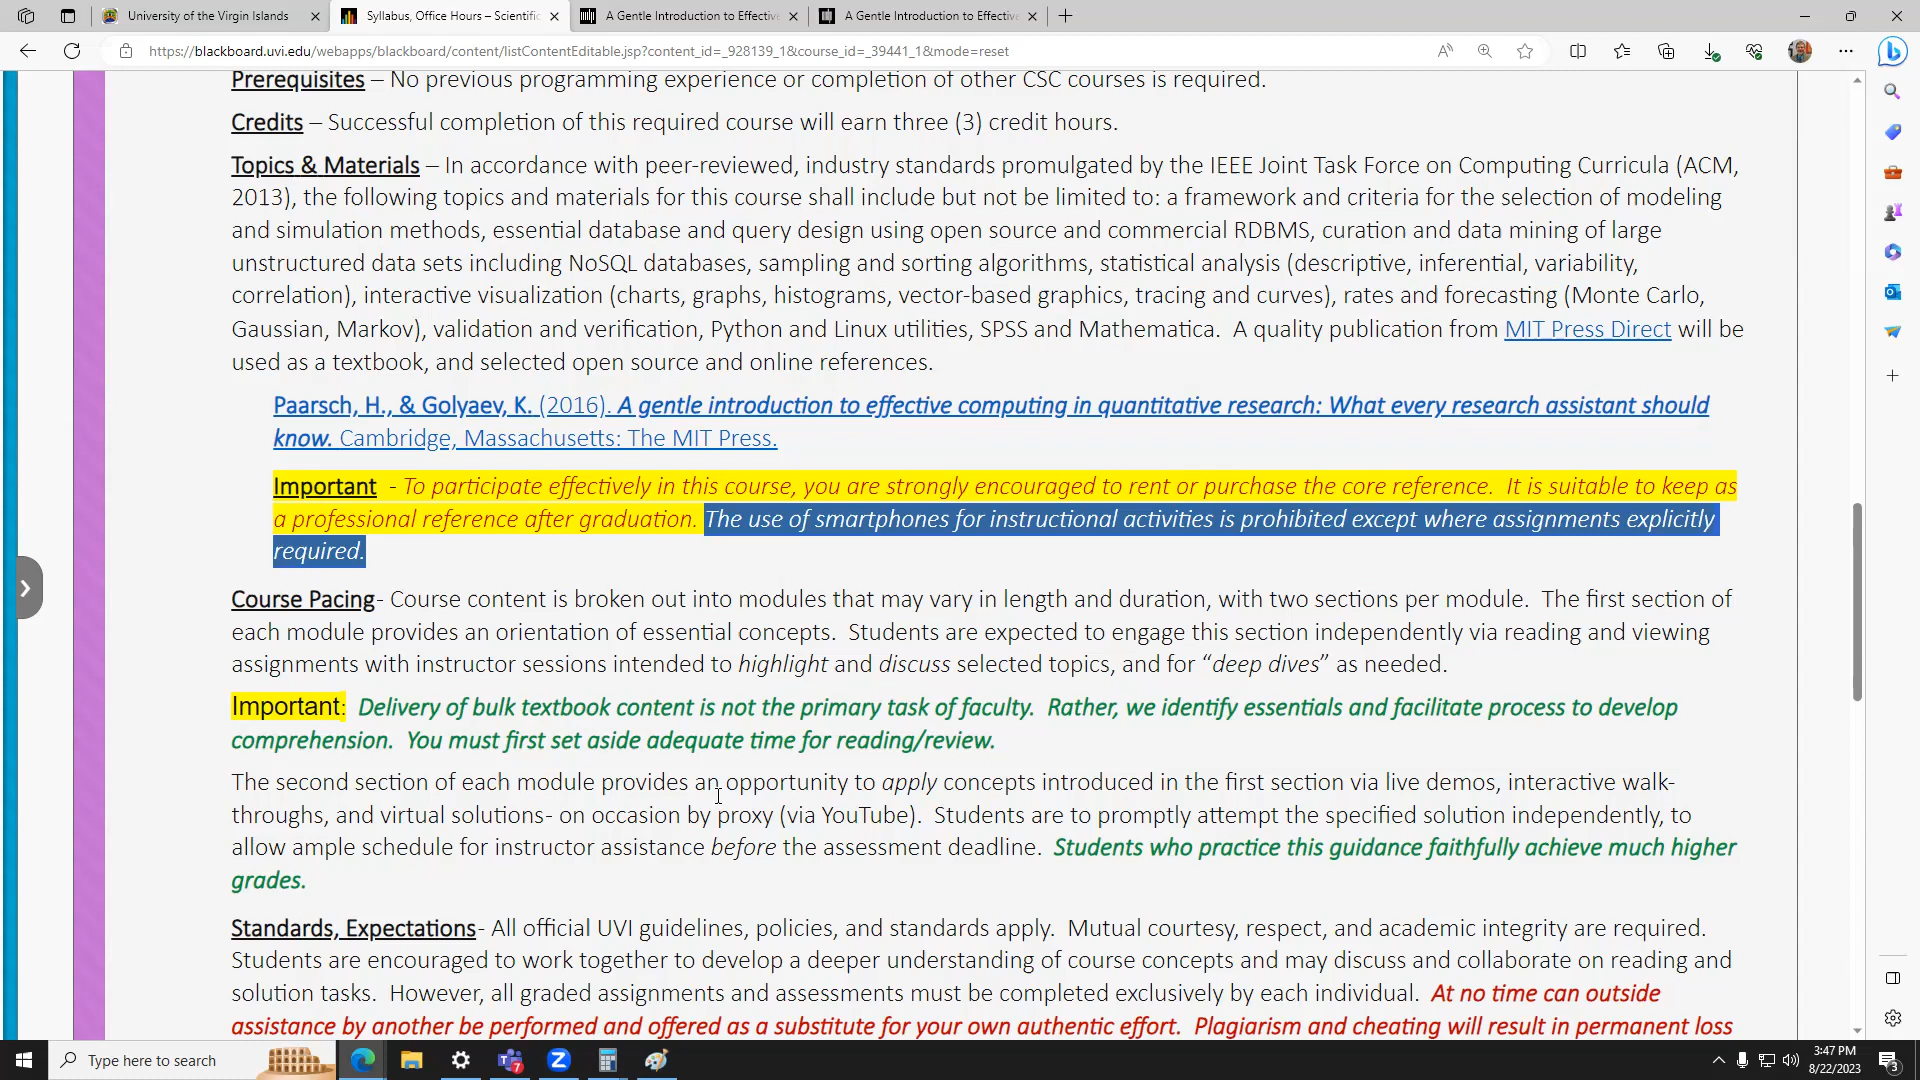 University of the Virgin Islands
Syllabus, Office Hours – Scientific
A Gentle Introduction to Effectiv
A Gentle Introduction to Effectiv
https://blackboard.uvi.edu/webapps/blackboard/content/listContentEditable.jsp?content_id=_928139_1&course_id=_39441_1&mode=reset
Prerequisites – No previous programming experience or completion of other CSC courses is required.
Credits – Successful completion of this required course will earn three (3) credit hours.
Topics & Materials – In accordance with peer-reviewed, industry standards promulgated by the IEEE Joint Task Force on Computing Curricula (ACM,
2013), the following topics and materials for this course shall include but not be limited to: a framework and criteria for the selection of modeling
and simulation methods, essential database and query design using open source and commercial RDBMS, curation and data mining of large
unstructured data sets including NoSQL databases, sampling and sorting algorithms, statistical analysis (descriptive, inferential, variability,
correlation), interactive visualization (charts, graphs, histograms, vector-based graphics, tracing and curves), rates and forecasting (Monte Carlo,
Gaussian, Markov), validation and verification, Python and Linux utilities, SPSS and Mathematica.  A quality publication from MIT Press Direct will be
used as a textbook, and selected open source and online references.
Paarsch, H., & Golyaev, K. (2016). A gentle introduction to effective computing in quantitative research: What every research assistant should
know. Cambridge, Massachusetts: The MIT Press.
Important  - To participate effectively in this course, you are strongly encouraged to rent or purchase the core reference.  It is suitable to keep as
a professional reference after graduation. The use of smartphones for instructional activities is prohibited except where assignments explicitly
required.
Course Pacing- Course content is broken out into modules that may vary in length and duration, with two sections per module.  The first section of
each module provides an orientation of essential concepts.  Students are expected to engage this section independently via reading and viewing
assignments with instructor sessions intended to highlight and discuss selected topics, and for “deep dives” as needed.
Important:  Delivery of bulk textbook content is not the primary task of faculty.  Rather, we identify essentials and facilitate process to develop
comprehension.  You must first set aside adequate time for reading/review.
The second section of each module provides an opportunity to apply concepts introduced in the first section via live demos, interactive walk-
throughs, and virtual solutions- on occasion by proxy (via YouTube).  Students are to promptly attempt the specified solution independently, to
allow ample schedule for instructor assistance before the assessment deadline.  Students who practice this guidance faithfully achieve much higher
grades.
Standards, Expectations- All official UVI guidelines, policies, and standards apply.  Mutual courtesy, respect, and academic integrity are required.
Students are encouraged to work together to develop a deeper understanding of course concepts and may discuss and collaborate on reading and
solution tasks.  However, all graded assignments and assessments must be completed exclusively by each individual.  At no time can outside
assistance by another be performed and offered as a substitute for your own authentic effort.  Plagiarism and cheating will result in permanent loss
Type here to search
7
3:47 PM
8/22/2023
3